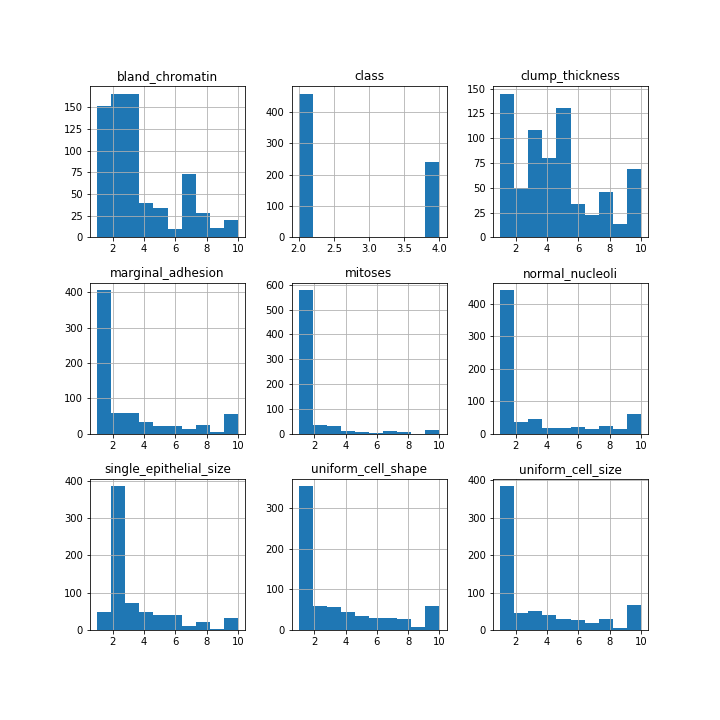 bland_chromatin
150
125
100
75
50
25
0
2 4 6 8 10
class
400
300
200
100
0
2.0 2.5 3.0 3.5 4.0
clump_thickness
150
125
100
75
50
25
0
2 4 6 8 10
marginal_adhesion
400
300
200
100
0
2 4 6 8 10
mitoses
600
500
400
300
200
100
0
2 4 6 8 10
normal_nucleoli
400
300
200
100
0
2 4 6 8 10
single_epithelial_size
400
300
200
100
0
2 4 6 8 10
uniform_cell_shape
300
200
100
0
2 4 6 8 10
uniform_cell_size
400
300
200
100
0
2 4 6 8 10